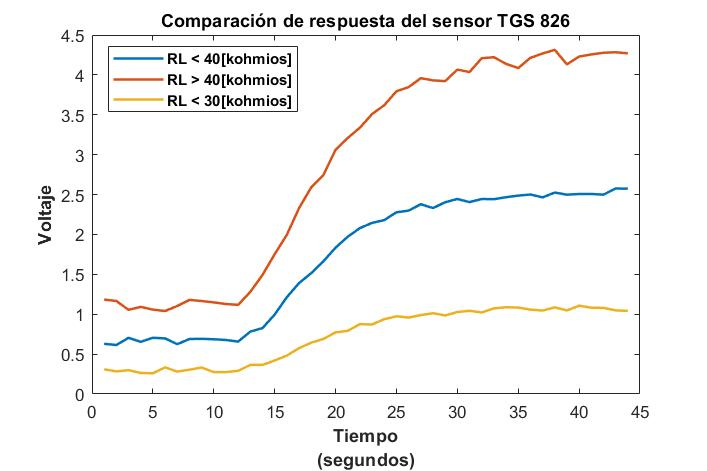 Comparación de respuesta del sensor TGS 826
4.5
4
3.5
3
2.5
2
1.5
1
0.5
0
Voltaje
RL < 40[kohmios]
RL > 40[kohmios]
RL < 30[kohmios]
0 5 10 15 20 25 30 35 40 45
Tiempo
(segundos)